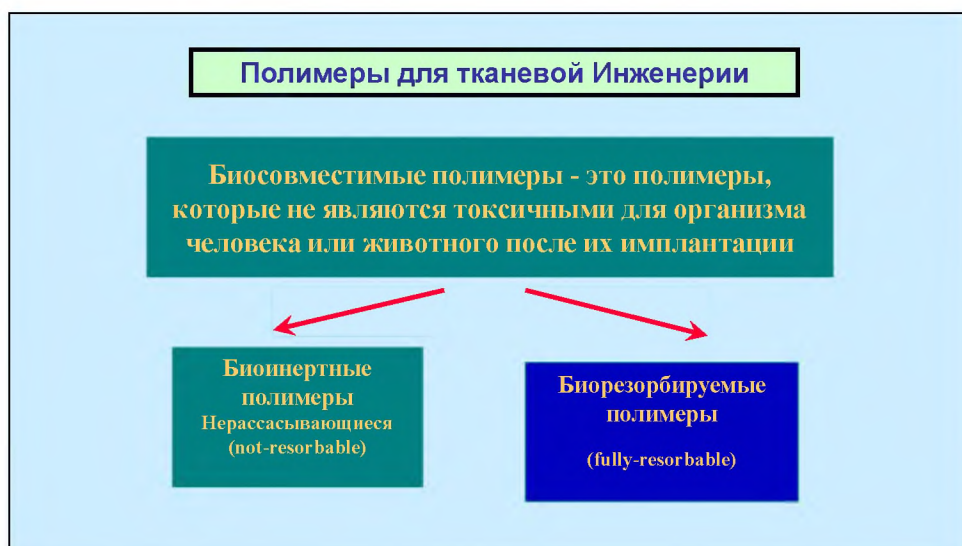 Полимеры для тканевой Инженерии
Биосовместимые полимеры - это полимеры,
которые не являются токсичными для организма
человека или животного после их имплантации
Биоинертные
полимеры
Нерассасывающиеся
(not-resorbable)
Биорезорбируемые
полимеры
(fully-resorbable)